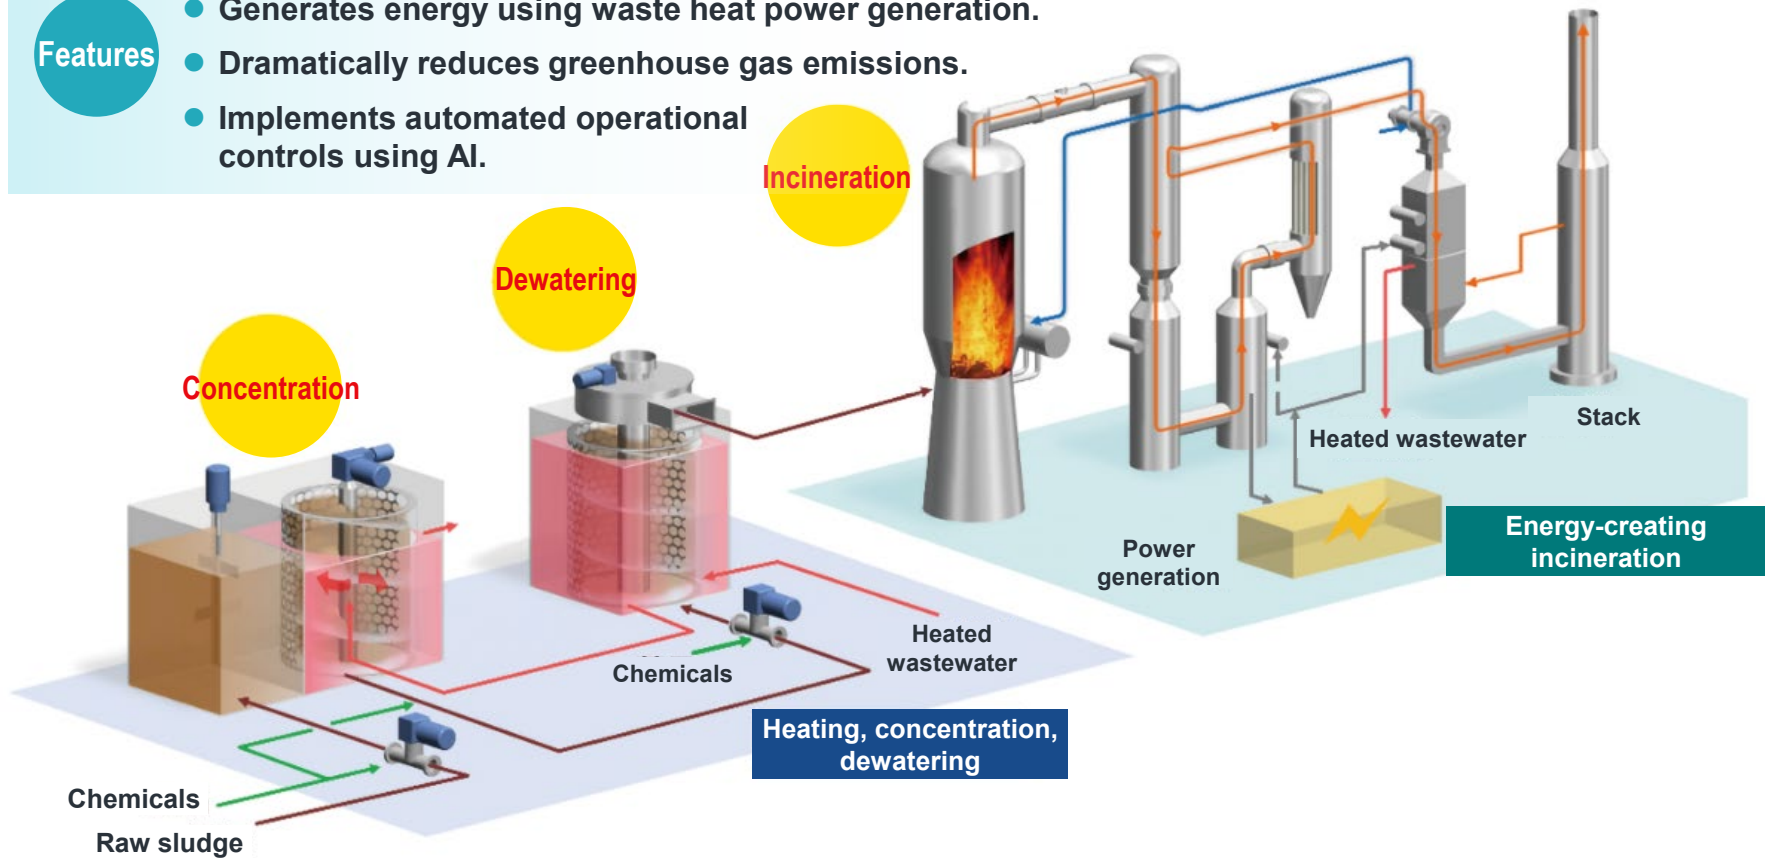 Features
Generates energy using waste heat power generation.
Dramatically reduces greenhouse gas emissions.
Implements automated operational
controls using AI.
Incineration
Dewatering
Concentration
Stack
Heated wastewater
Energy-creating
incineration
Power
generation
Heated
wastewater
Chemicals
Heating, concentration,
dewatering
Chemicals
Raw sludge